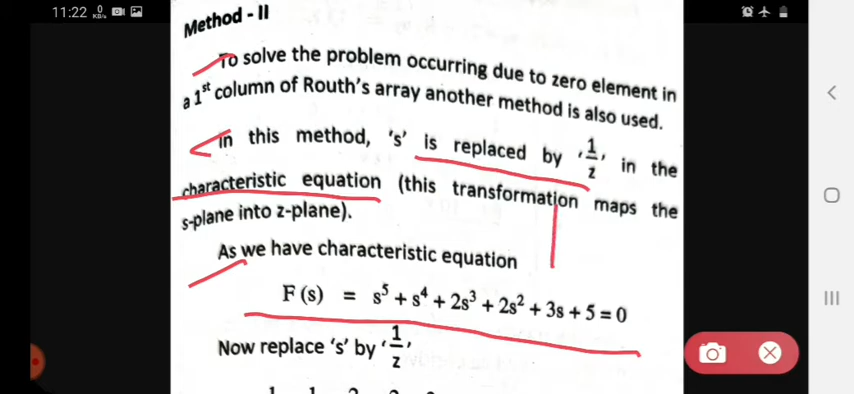 11:22 0 KB/s
Method - II
To solve the problem occurring due to zero element in
a 1st column of Routh's array another method is also used.
In this method, 's' is replaced by '1/z' in the
characteristic equation (this transformation maps the
s-plane into z-plane).
As we have characteristic equation
F (s) = s⁵ + s⁴ + 2s³ + 2s² + 3s + 5 = 0
Now replace 's' by '1/z'